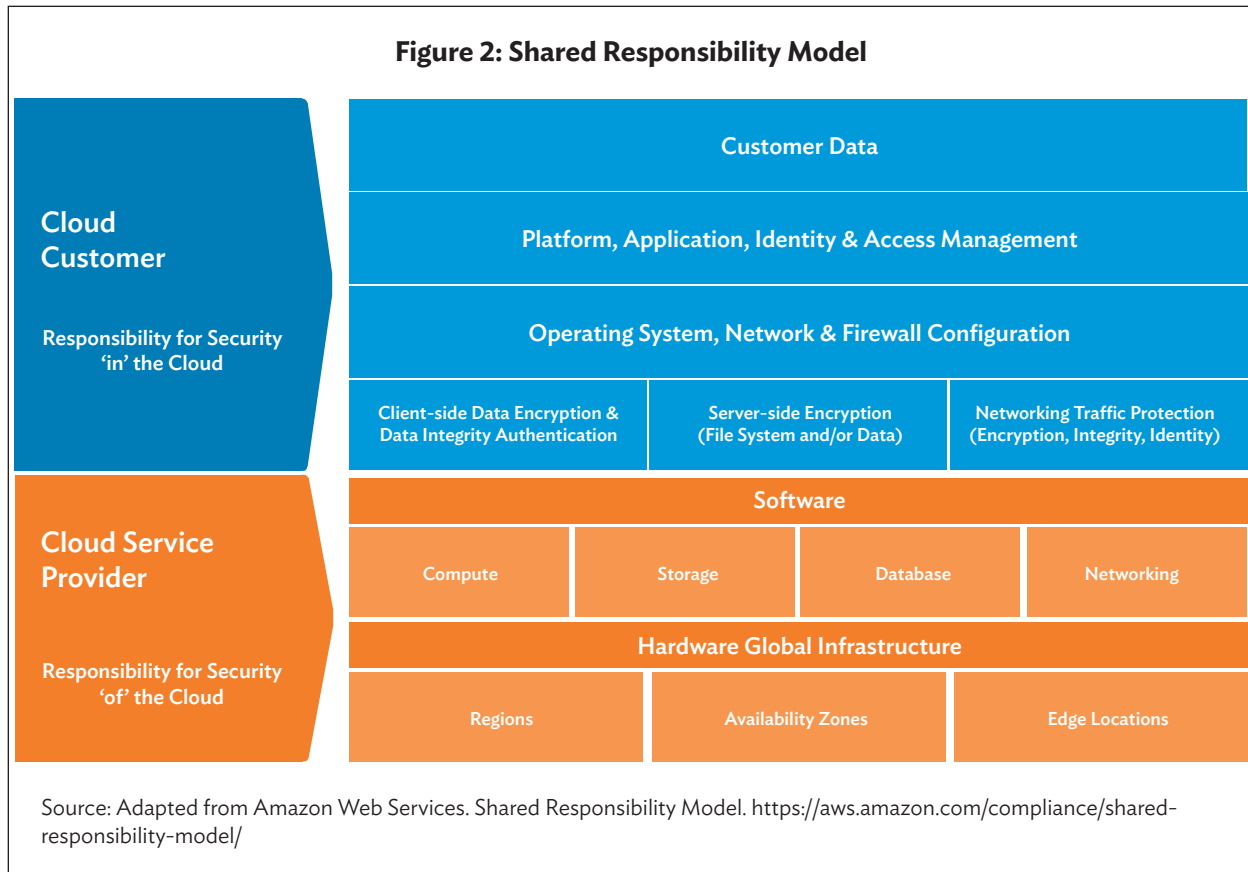 Figure 2: Shared Responsibility Model
Cloud
Customer
Responsibility for Security
‘in’ the Cloud
Customer Data
Platform, Application, Identity & Access Management
Operating System, Network & Firewall Configuration
Client-side Data Encryption &
Data Integrity Authentication
Server-side Encryption
(File System and/or Data)
Networking Traffic Protection
(Encryption, Integrity, Identity)
Cloud Service
Provider
Responsibility for Security
‘of’ the Cloud
Software
Compute
Storage
Database
Networking
Hardware Global Infrastructure
Regions
Availability Zones
Edge Locations
Source: Adapted from Amazon Web Services. Shared Responsibility Model. https://aws.amazon.com/compliance/shared-
responsibility-model/